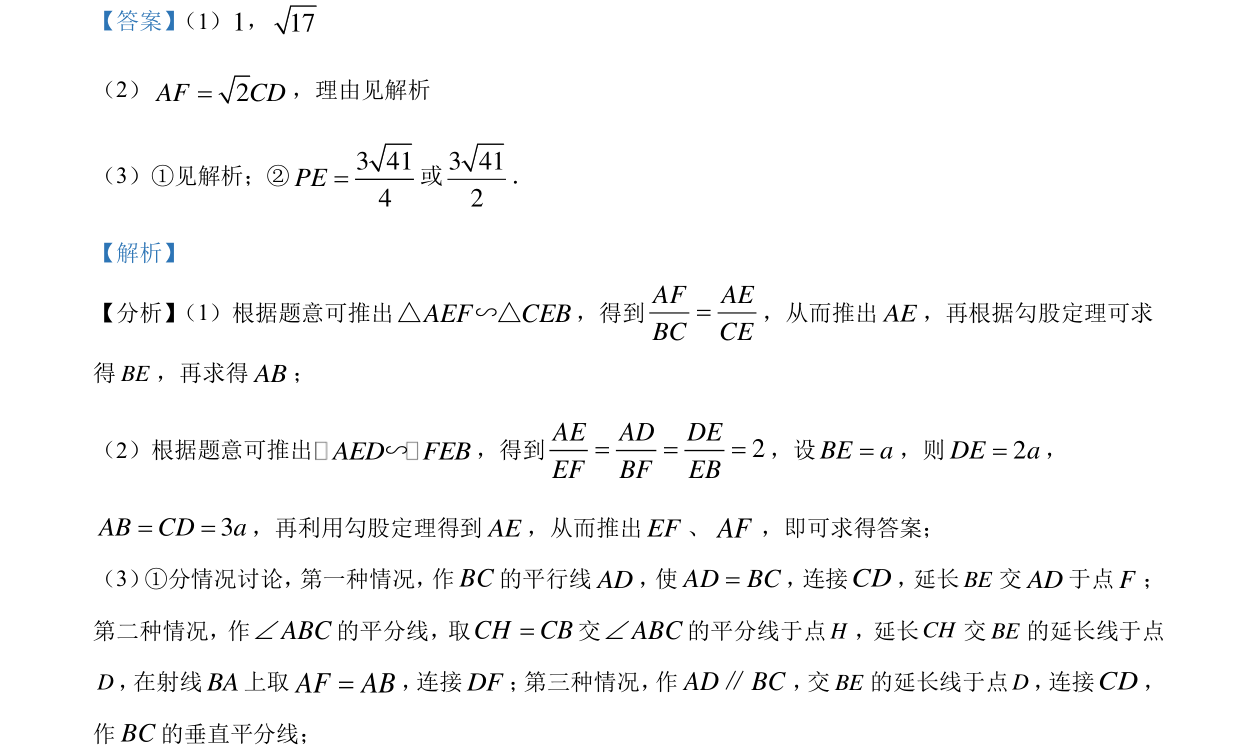 【答案】（1）1，√17
（2）AF = √2CD，理由见解析
（3）①见解析；②PE = 3√41/4 或 3√41/2．
【解析】
【分析】（1）根据题意可推出△AEF∽△CEB，得到 AF/BC = AE/CE，从而推出 AE，再根据勾股定理可求
得 BE，再求得 AB；
（2）根据题意可推出□AED∽□FEB，得到 AE/EF = AD/BF = DE/EB = 2，设 BE = a，则 DE = 2a，
AB = CD = 3a，再利用勾股定理得到 AE，从而推出 EF、AF，即可求得答案；
（3）①分情况讨论，第一种情况，作 BC 的平行线 AD，使 AD = BC，连接 CD，延长 BE 交 AD 于点 F；
第二种情况，作∠ABC 的平分线，取 CH = CB 交∠ABC 的平分线于点 H，延长 CH 交 BE 的延长线于点
D，在射线 BA 上取 AF = AB，连接 DF；第三种情况，作 AD∥BC，交 BE 的延长线于点 D，连接 CD，
作 BC 的垂直平分线；